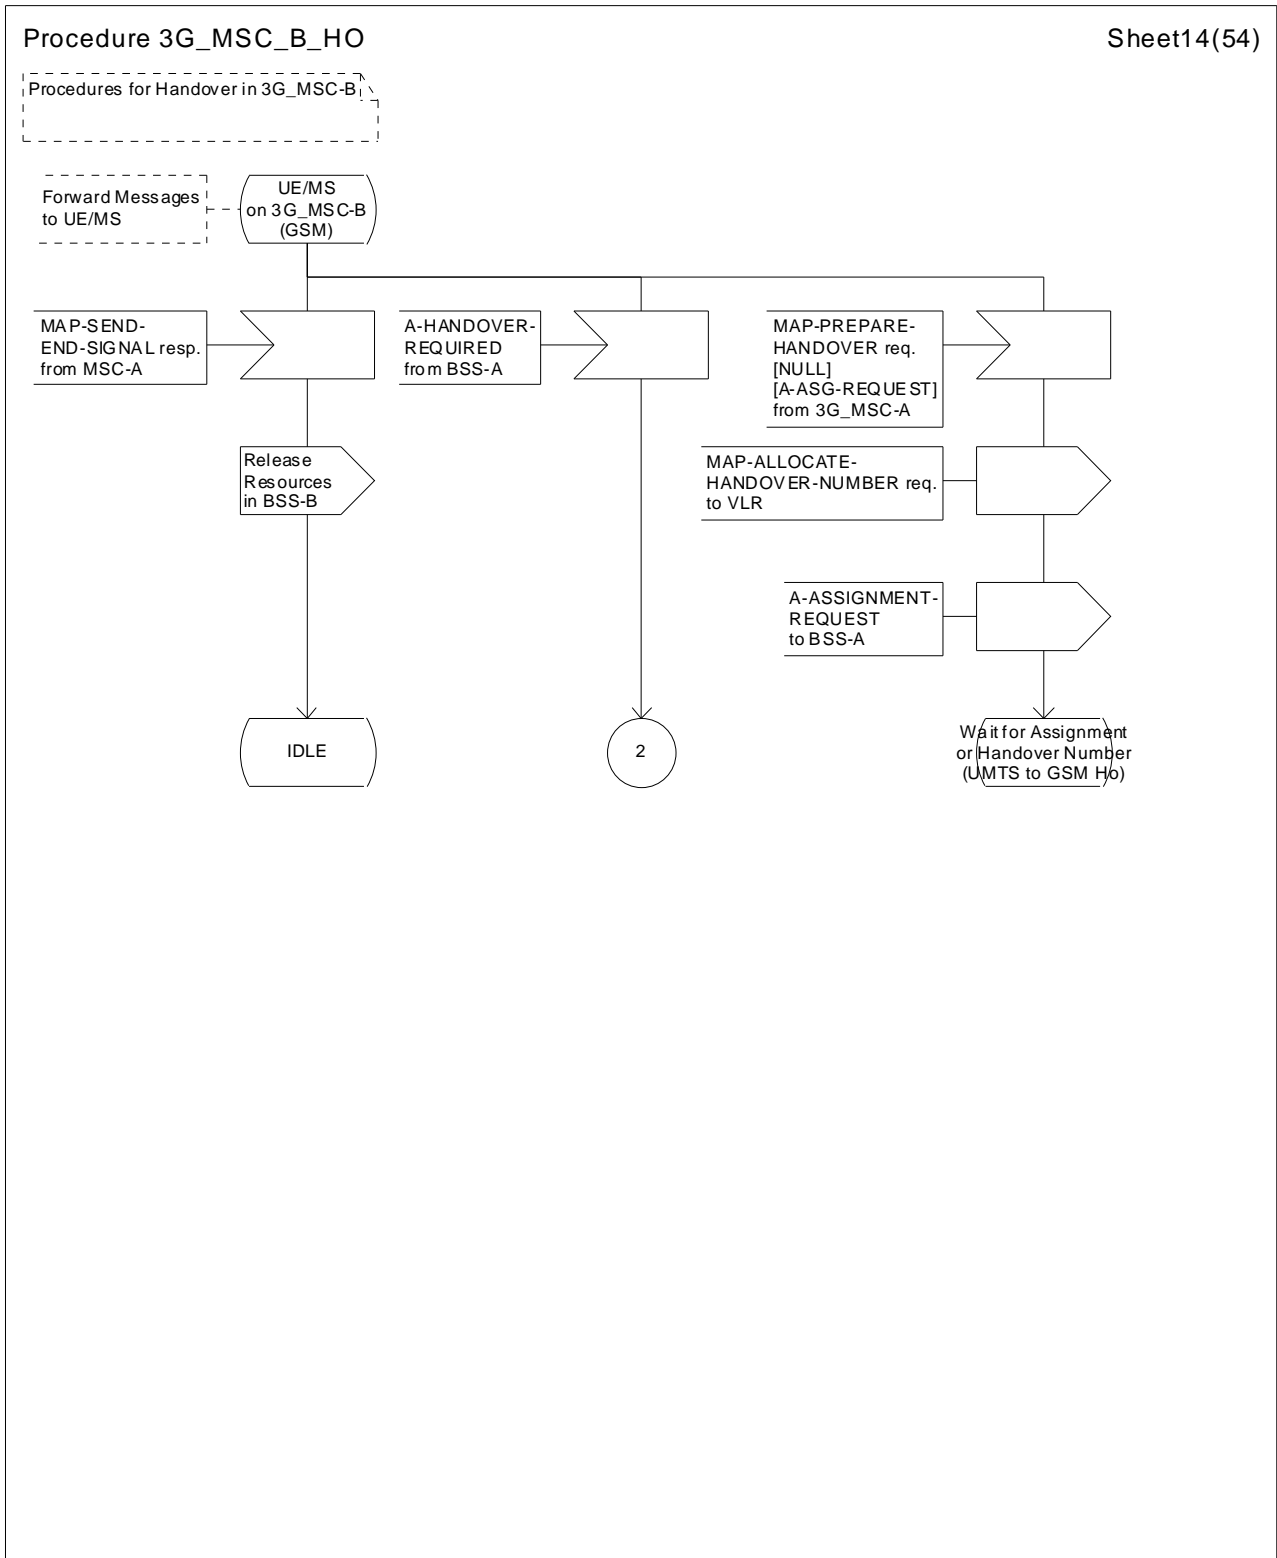 Procedure 3G_MSC_B_HO
Sheet14(54)
Procedures for Handover in 3G_MSC-B
Forward Messages
to UE/MS
UE/MS
on 3G_MSC-B
(GSM)
MAP-SEND-
END-SIGNAL resp.
from MSC-A
A-HANDOVER-
REQUIRED
from BSS-A
MAP-PREPARE-
HANDOVER req.
[NULL]
[A-ASG-REQUEST]
from 3G_MSC-A
Release
Resources
in BSS-B
MAP-ALLOCATE-
HANDOVER-NUMBER req.
to VLR
A-ASSIGNMENT-
REQUEST
to BSS-A
IDLE
2
Wait for Assignment
or Handover Number
(UMTS to GSM Ho)